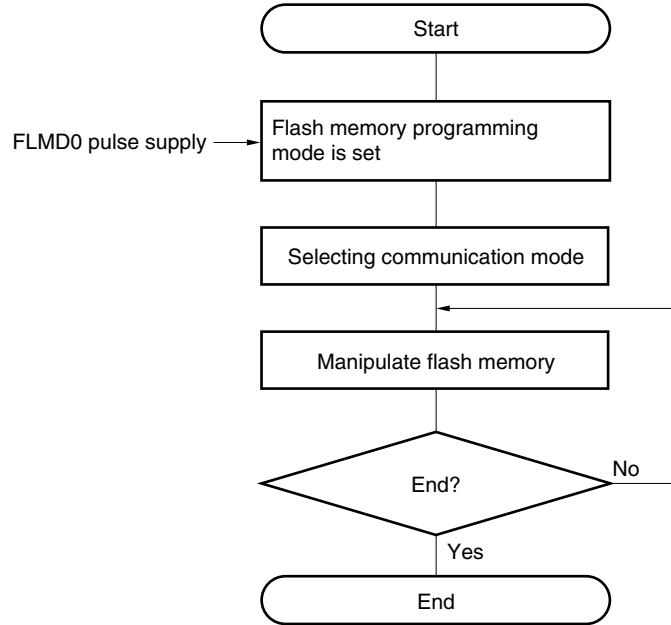 Start
FLMD0 pulse supply
Flash memory programming
mode is set
Selecting communication mode
Manipulate flash memory
End?
No
Yes
End